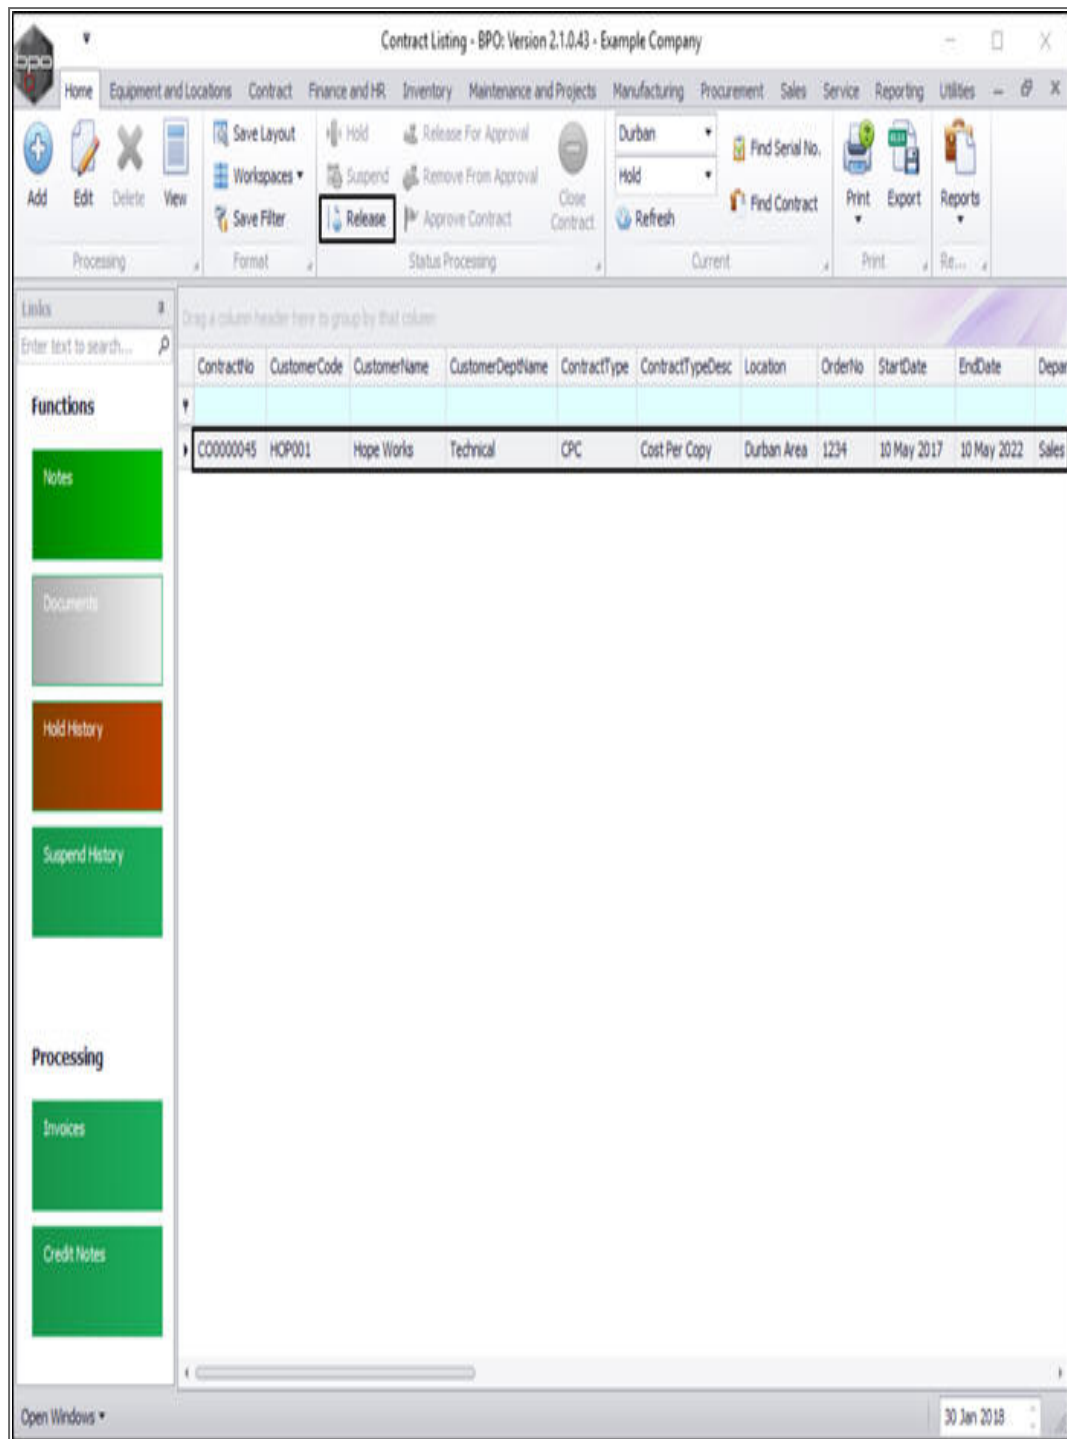 Contract Listing - BPO: Version 2.1.0.43 - Example Company
bpo
Home Equipment and Locations Contract Finance and HR Inventory Maintenance and Projects Manufacturing Procurement Sales Service Reporting Utilities
Add Edit Delete View
Save Layout
Workspaces
Save Filter
Hold
Suspend
Release
Release For Approval
Remove From Approval
Approve Contract
Close Contract
Durban
Hold
Refresh
Find Serial No.
Find Contract
Print Export Reports
Processing Format Status Processing Current Print Re...
Links
Enter text to search...
Drag a column header here to group by that column
ContractNo CustomerCode CustomerName CustomerDeptName ContractType ContractTypeDesc Location OrderNo StartDate EndDate Depar
CO0000045 HOP001 Hope Works Technical CPC Cost Per Copy Durban Area 1234 10 May 2017 10 May 2022 Sales
Functions
Notes
Documents
Hold History
Suspend History
Processing
Invoices
Credit Notes
Open Windows
30 Jan 2018